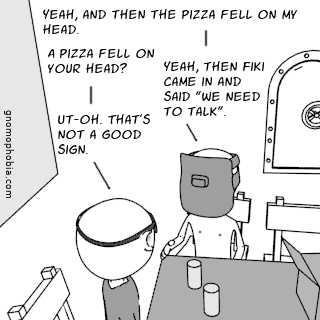 YEAH, AND THEN THE PIZZA FELL ON MY
HEAD.
A PIZZA FELL ON
YOUR HEAD?
YEAH, THEN FIKI
CAME IN AND
SAID "WE NEED
TO TALK".
UT-OH. THAT'S
NOT A GOOD
SIGN.
gnomophobia.com